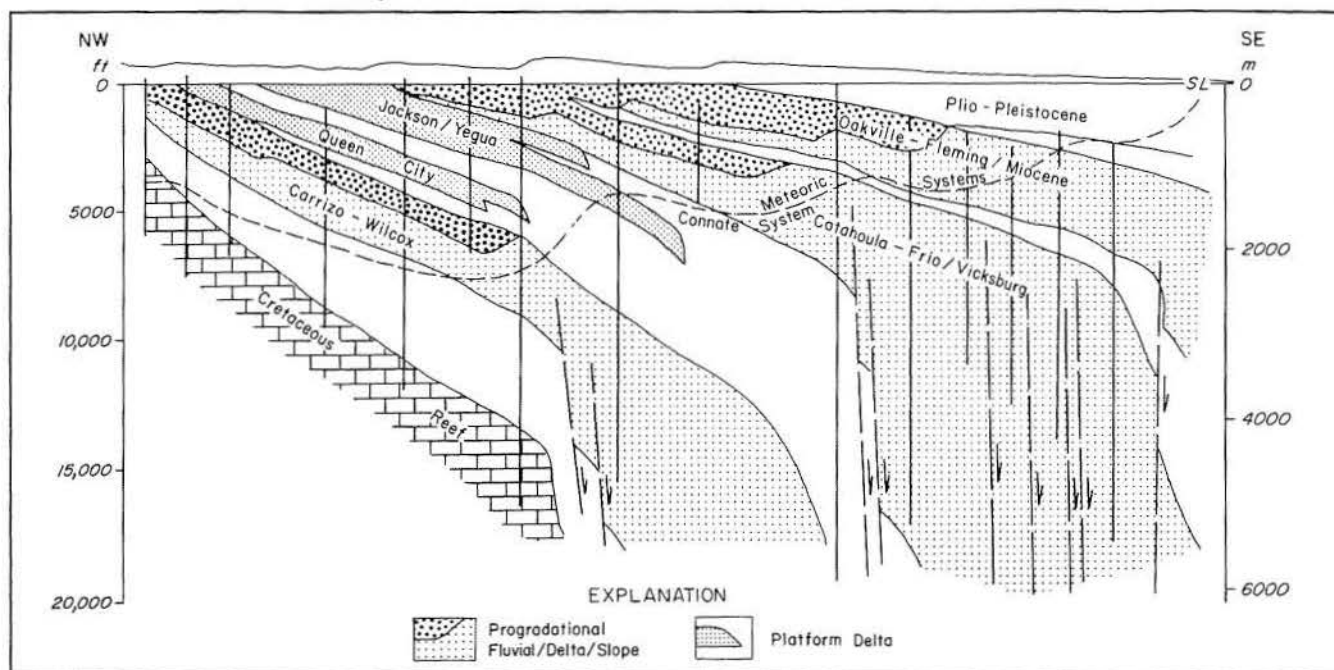 NW
SE
ft
m
0
SL
0
Plio - Pleistocene
Jackson / Yegua
Oakville - Fleming / Miocene
Systems
Queen City
Carrizo - Wilcox
Meteoric
Connate System
5000
Catahoula - Frio / Vicksburg
2000
Cretaceous
10,000
Reef
4000
15,000
EXPLANATION
6000
20,000
Progradational
Fluvial/Delta/Slope
Platform Delta